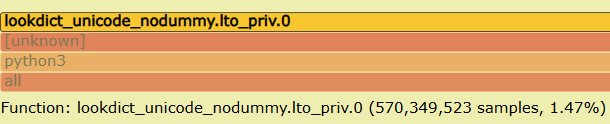 lookdict_unicode_nodummy.lto_priv.0
[unknown]
python3
all
Function: lookdict_unicode_nodummy.lto_priv.0 (570,349,523 samples, 1.47%)